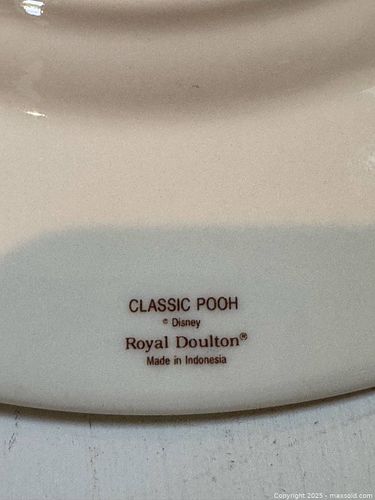 CLASSIC POOH
© Disney
Royal Doulton®
Made in Indonesia
Copyright 2025 - maxsold.com